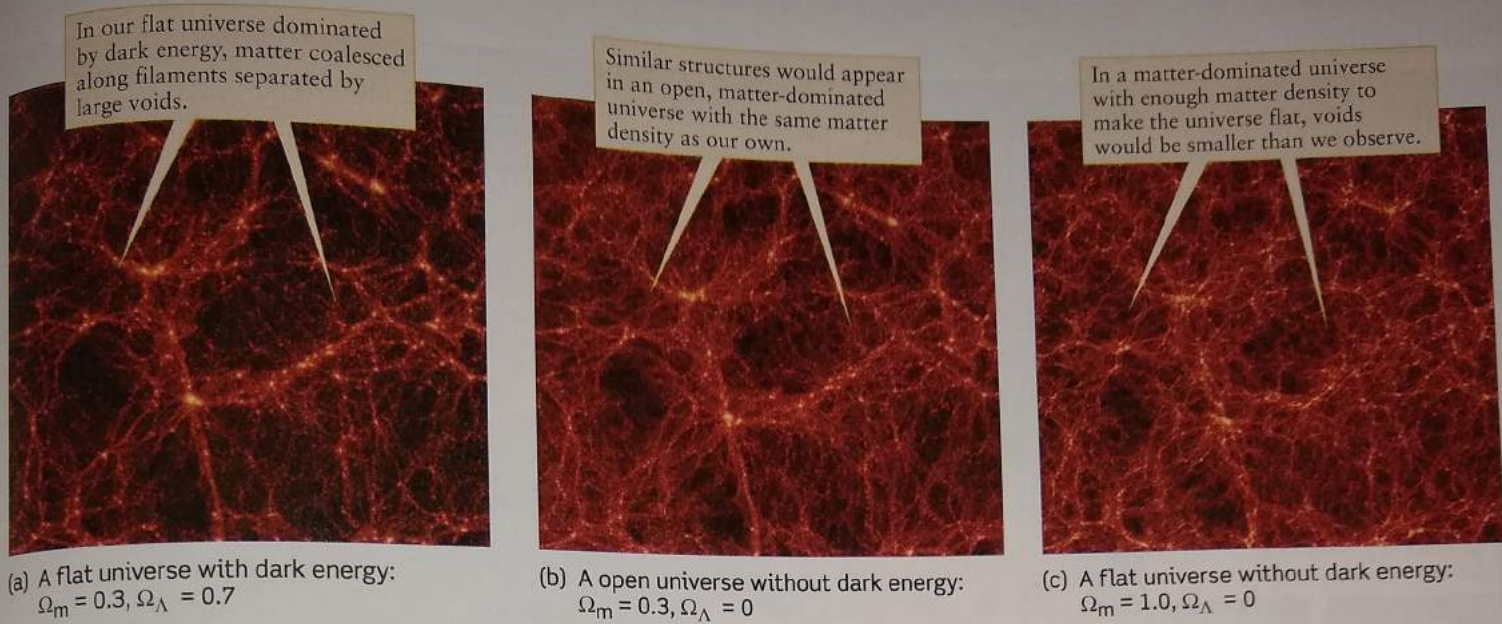 In our flat universe dominated
by dark energy, matter coalesced
along filaments separated by
large voids.
Similar structures would appear
in an open, matter-dominated
universe with the same matter
density as our own.
In a matter-dominated universe
with enough matter density to
make the universe flat, voids
would be smaller than we observe.
(a) A flat universe with dark energy:
Ωm = 0.3, ΩΛ = 0.7
(b) A open universe without dark energy:
Ωm = 0.3, ΩΛ = 0
(c) A flat universe without dark energy:
Ωm = 1.0, ΩΛ = 0